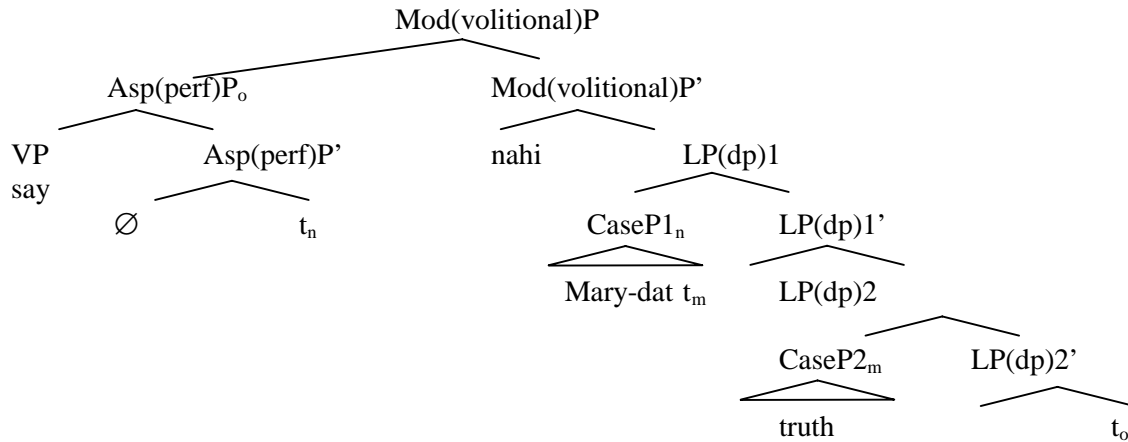 Mod(volitional)P
Asp(perf)Pₒ Mod(volitional)P’
VP Asp(perf)P’ nahi LP(dp)1
say
∅ tₙ CaseP1ₙ LP(dp)1’
Mary-dat tₘ LP(dp)2
CaseP2ₘ LP(dp)2’
truth tₒ